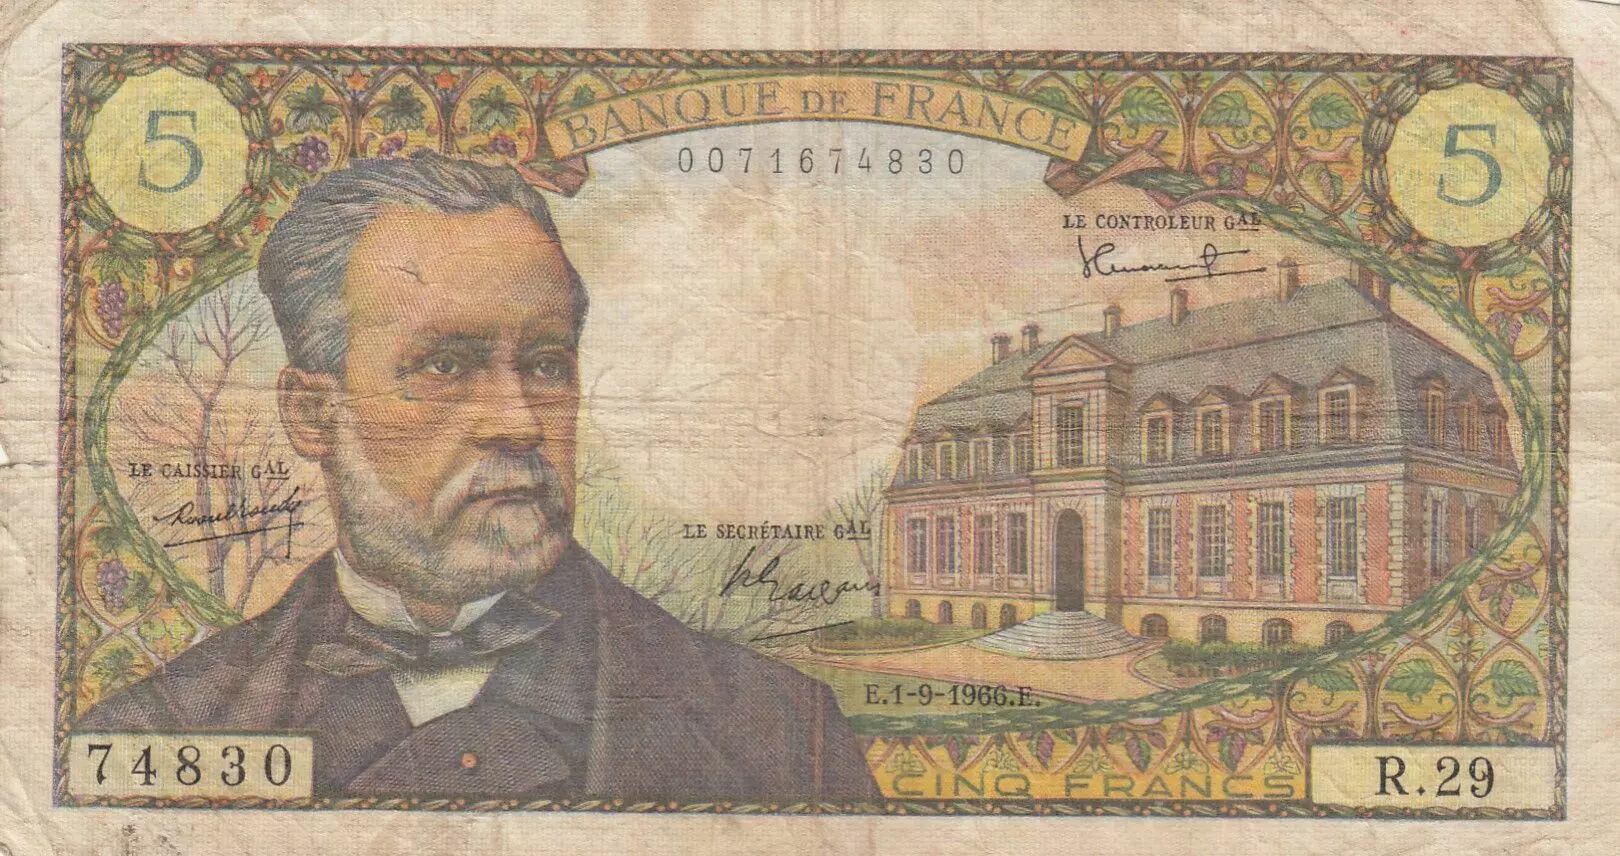 5
BANQUE DE FRANCE
5
0071674830
LE CONTROLEUR GAL
LE CAISSIER GAL
LE SECRÉTAIRE GAL
E.1-9-1966.E.
74830
CINQ FRANCS
R.29